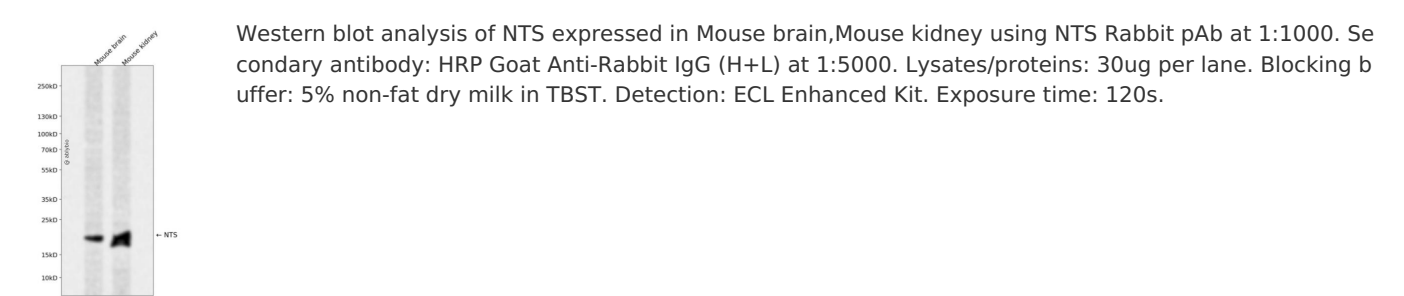 Mouse brain
Mouse kidney
250kD
130kD
100kD
70kD
55kD
35kD
25kD
15kD
10kD
← NTS
Western blot analysis of NTS expressed in Mouse brain,Mouse kidney using NTS Rabbit pAb at 1:1000. Se
condary antibody: HRP Goat Anti-Rabbit IgG (H+L) at 1:5000. Lysates/proteins: 30ug per lane. Blocking b
uffer: 5% non-fat dry milk in TBST. Detection: ECL Enhanced Kit. Exposure time: 120s.